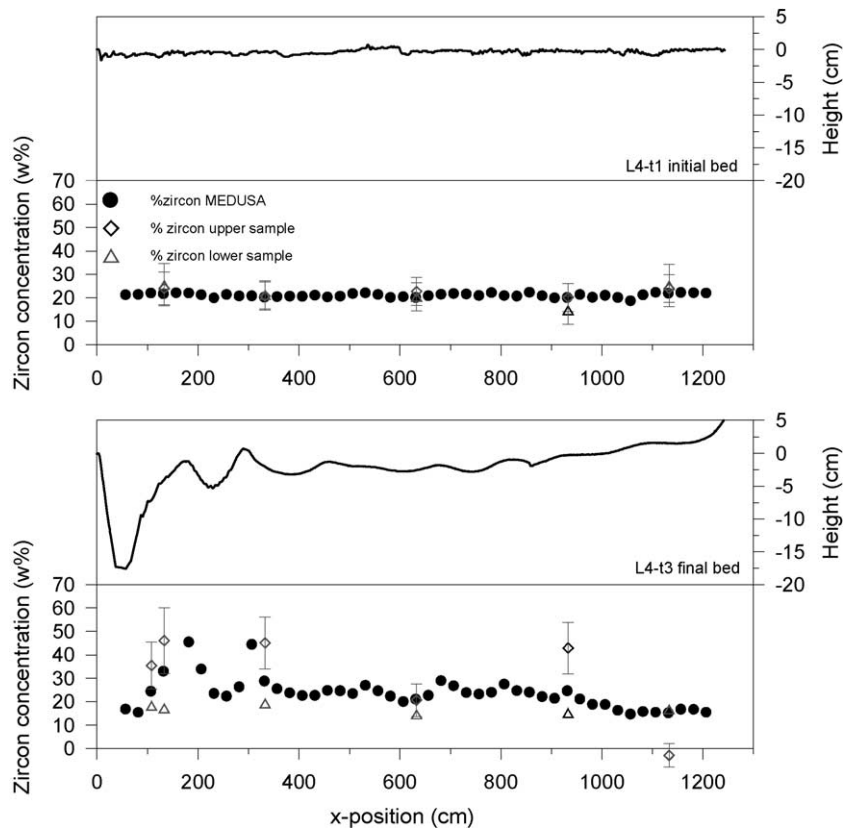 5
0
-5
-10
-15
-20
Height (cm)
L4-t1 initial bed
Zircon concentration (w%)
70
60
50
40
30
20
10
0
%zircon MEDUSA
% zircon upper sample
% zircon lower sample
0 200 400 600 800 1000 1200
5
0
-5
-10
-15
-20
Height (cm)
L4-t3 final bed
Zircon concentration (w%)
70
60
50
40
30
20
10
0
0 200 400 600 800 1000 1200
x-position (cm)